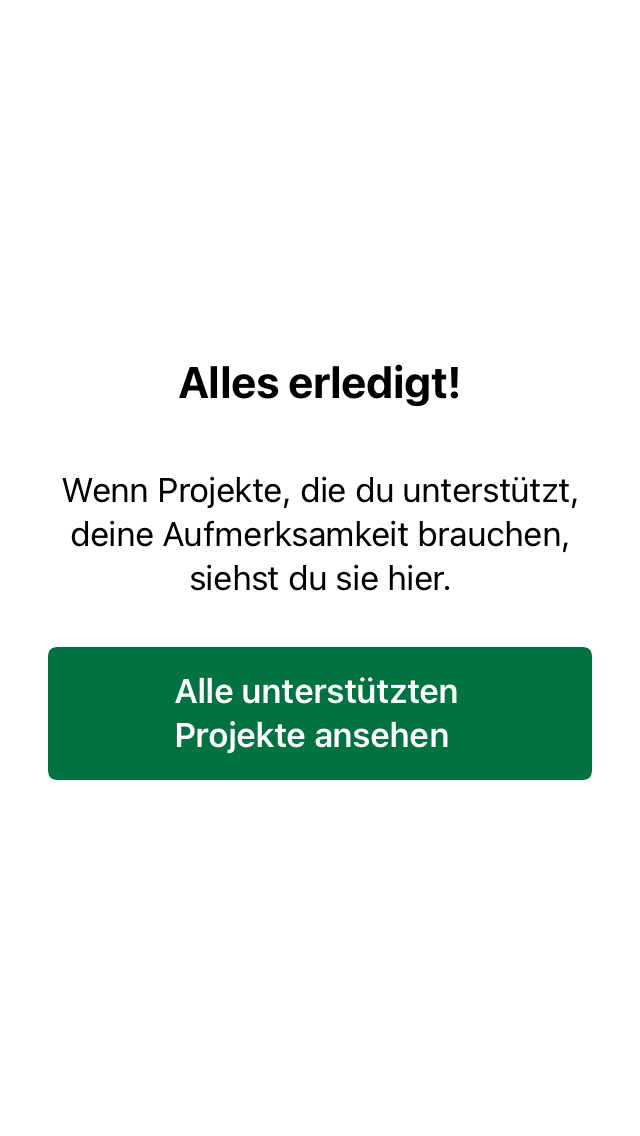 Alles erledigt!
Wenn Projekte, die du unterstützt,
deine Aufmerksamkeit brauchen,
siehst du sie hier.
Alle unterstützten
Projekte ansehen